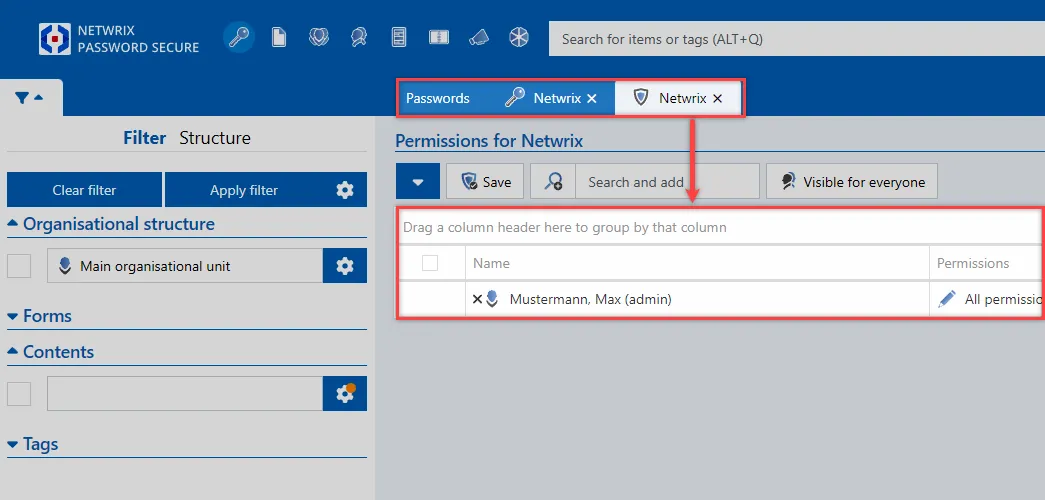 NETWRIX
PASSWORD SECURE
Search for items or tags (ALT+Q)
Passwords
Netwrix
Netwrix
Filter
Structure
Permissions for Netwrix
Clear filter
Apply filter
Save
Search and add
Visible for everyone
Organisational structure
Drag a column header here to group by that column
Main organisational unit
Name
Permissions
Mustermann, Max (admin)
All permissio
Forms
Contents
Tags